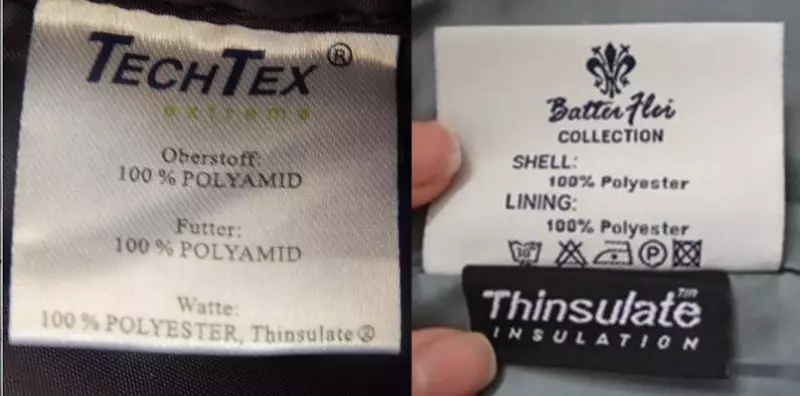 TECHTEX®
extreme
Oberstoff:
100 % POLYAMID
Futter:
100 % POLYAMID
Watte:
100 % POLYESTER, Thinsulate®
Batter Flei
COLLECTION
SHELL:
100% Polyester
LINING:
100% Polyester
30°
P
Thinsulate™
INSULATION